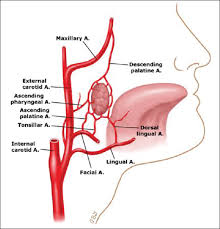 Maxillary A.
Descending
palatine A.
External
carotid A.
Ascending
pharyngeal A.
Ascending
palatine A.
Tonsillar A.
Internal
carotid A.
Dorsal
lingual A.
Lingual A.
Facial A.